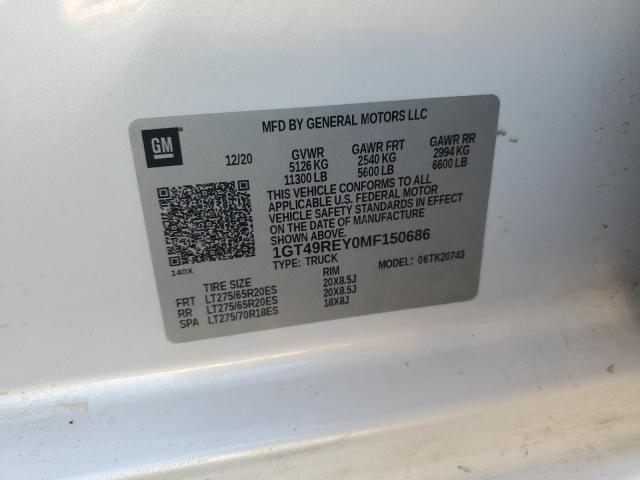 MFD BY GENERAL MOTORS LLC
GM
12/20
GVWR GAWR FRT GAWR RR
5126 KG 2540 KG 2994 KG
11300 LB 5600 LB 6600 LB
THIS VEHICLE CONFORMS TO ALL
APPLICABLE U.S. FEDERAL MOTOR
VEHICLE SAFETY STANDARDS IN EFFECT
ON THE DATE OF MANUFACTURE SHOWN ABOVE.
1GT49REY0MF150686
TYPE: TRUCK MODEL: 06TK20743
140X
TIRE SIZE RIM
FRT LT275/65R20ES 20X8.5J
RR LT275/65R20ES 20X8.5J
SPA LT275/70R18ES 18X8J